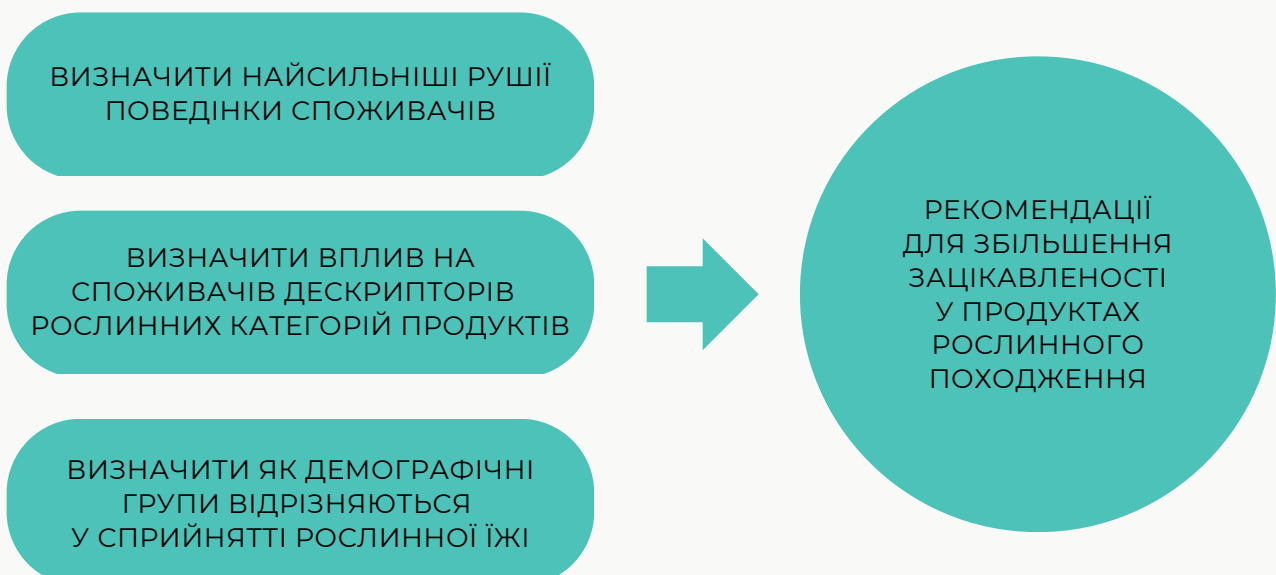 ВИЗНАЧИТИ НАЙСИЛЬНІШІ РУШІЇ
ПОВЕДІНКИ СПОЖИВАЧІВ
ВИЗНАЧИТИ ВПЛИВ НА
СПОЖИВАЧІВ ДЕСКРИПТОРІВ
РОСЛИННИХ КАТЕГОРІЙ ПРОДУКТІВ
ВИЗНАЧИТИ ЯК ДЕМОГРАФІЧНІ
ГРУПИ ВІДРІЗНЯЮТЬСЯ
У СПРИЙНЯТТІ РОСЛИННОЇ ЇЖІ
РЕКОМЕНДАЦІЇ
ДЛЯ ЗБІЛЬШЕННЯ
ЗАЦІКАВЛЕНОСТІ
У ПРОДУКТАХ
РОСЛИННОГО
ПОХОДЖЕННЯ